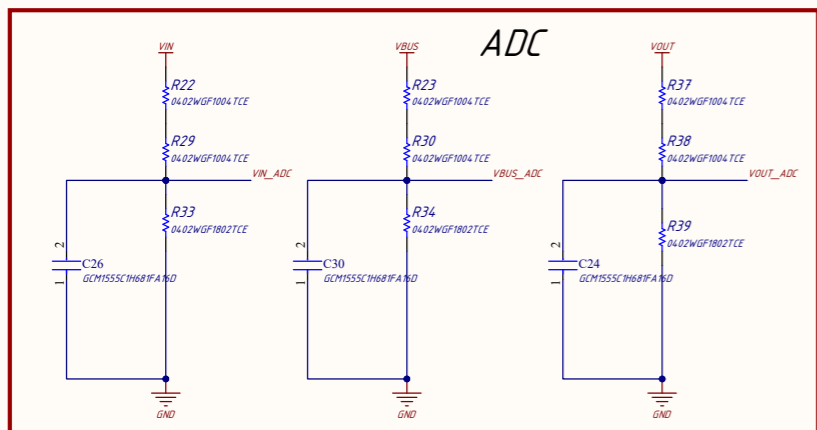 ADC
VIN
R22
0402WGF1004TCE
R29
0402WGF1004TCE
VIN_ADC
R33
0402WGF1802TCE
2
C26
1
GCM1555C1H681FA16D
GND
VBUS
R23
0402WGF1004TCE
R30
0402WGF1004TCE
VBUS_ADC
R34
0402WGF1802TCE
2
C30
1
GCM1555C1H681FA16D
GND
VOUT
R37
0402WGF1004TCE
R38
0402WGF1004TCE
VOUT_ADC
R39
0402WGF1802TCE
2
C24
1
GCM1555C1H681FA16D
GND